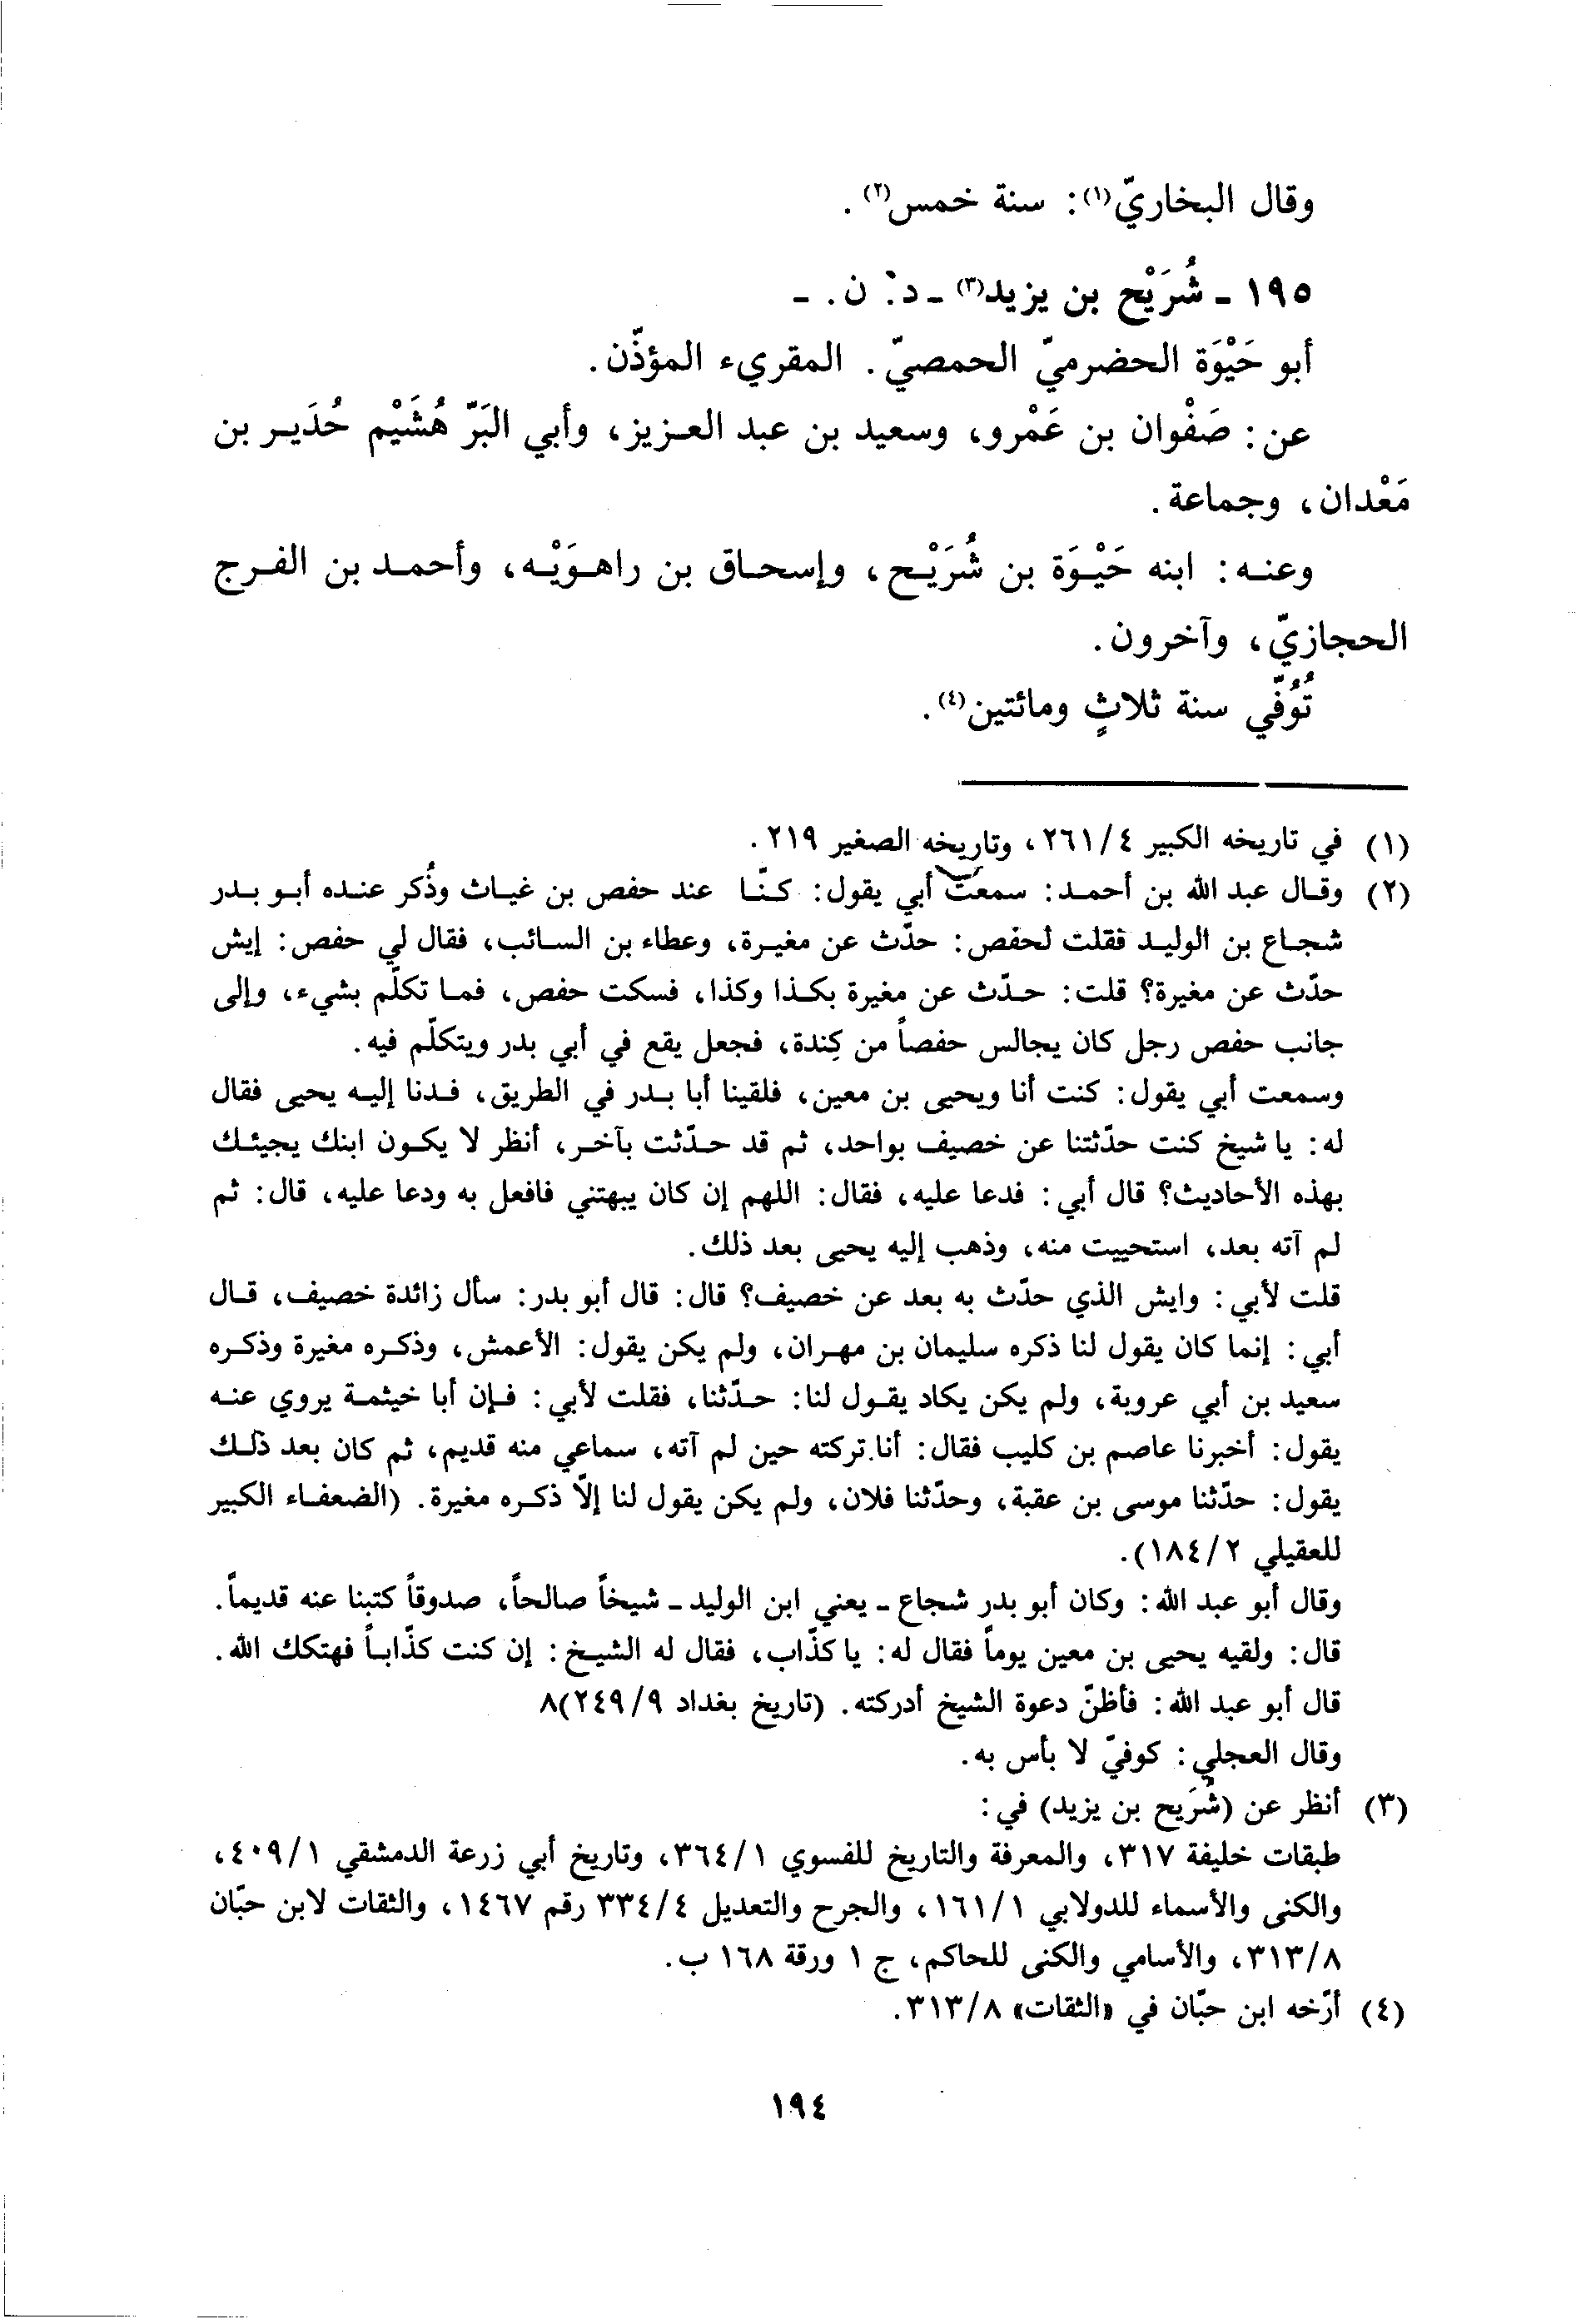 وقال البخاريّ(١): سنة خمس(٢).
١٩٥ - شُرَيْح بن يزيد(٣) - د. ن. -
أبو حَيْوَة الحضرميّ الحمصيّ. المقريء المؤذّن.
عن: صَفْوان بن عَمْرو، وسعيد بن عبد العزيز، وأبي البَرّ هُشَيْم حُدَير بن
مَعْدان، وجماعة.
وعنه: ابنه حَيْوَة بن شُرَيْح، وإسحاق بن راهَوَيْه، وأحمد بن الفرج
الحجازيّ، وآخرون.
تُوُفّي سنة ثلاثٍ ومائتين(٤).
(١) في تاريخه الكبير ٤/٢٦١، وتاريخه الصغير ٢١٩.
(٢) وقال عبد الله بن أحمد: سمعت أبي يقول: كنّا عند حفص بن غياث وذُكر عنده أبو بدر
شجاع بن الوليد فقلت لحفص: حدّث عن مغيرة، وعطاء بن السائب، فقال لي حفص: إيش
حدّث عن مغيرة؟ قلت: حدّث عن مغيرة بكذا وكذا، فسكت حفص، فما تكلّم بشيء، وإلى
جانب حفص رجل كان يجالس حفصاً من كِندة، فجعل يقع في أبي بدر ويتكلّم فيه.
وسمعت أبي يقول: كنت أنا ويحيى بن معين، فلقينا أبا بدر في الطريق، فدنا إليه يحيى فقال
له: يا شيخ كنت حدّثتنا عن خصيف بواحد، ثم قد حدّثت بآخر، أنظر لا يكون ابنك يجيئك
بهذه الأحاديث؟ قال أبي: فدعا عليه، فقال: اللهم إن كان يبهتني فافعل به ودعا عليه، قال: ثم
لم آته بعد، استحييت منه، وذهب إليه يحيى بعد ذلك.
قلت لأبي: وايش الذي حدّث به بعد عن خصيف؟ قال: قال أبو بدر: سأل زائدة خصيف، قال
أبي: إنما كان يقول لنا ذكره سليمان بن مهران، ولم يكن يقول: الأعمش، وذكره مغيرة وذكره
سعيد بن أبي عروبة، ولم يكن يكاد يقول لنا: حدّثنا، فقلت لأبي: فإن أبا خيثمة يروي عنه
يقول: أخبرنا عاصم بن كليب فقال: أنا تركته حين لم آته، سماعي منه قديم، ثم كان بعد ذلك
يقول: حدّثنا موسى بن عقبة، وحدّثنا فلان، ولم يكن يقول لنا إلّا ذكره مغيرة. (الضعفاء الكبير
للعقيلي ٢/١٨٤).
وقال أبو عبد الله: وكان أبو بدر شجاع - يعني ابن الوليد - شيخاً صالحاً، صدوقاً كتبنا عنه قديماً.
قال: ولقيه يحيى بن معين يوماً فقال له: يا كذّاب، فقال له الشيخ: إن كنت كذّاباً فهتكك الله.
قال أبو عبد الله: فأظنّ دعوة الشيخ أدركته. (تاريخ بغداد ٩/٢٤٩)٨
وقال العجلي: كوفيّ لا بأس به.
(٣) أنظر عن (شُرَيح بن يزيد) في:
طبقات خليفة ٣١٧، والمعرفة والتاريخ للفسوي ١/٣٦٤، وتاريخ أبي زرعة الدمشقي ١/٤٠٩،
والكنى والأسماء للدولابي ١/١٦١، والجرح والتعديل ٤/٣٣٤ رقم ١٤٦٧، والثقات لابن حبّان
٨/٣١٣، والأسامي والكنى للحاكم، ج ١ ورقة ١٦٨ ب.
(٤) أرّخه ابن حبّان في «الثقات» ٨/٣١٣.
١٩٤